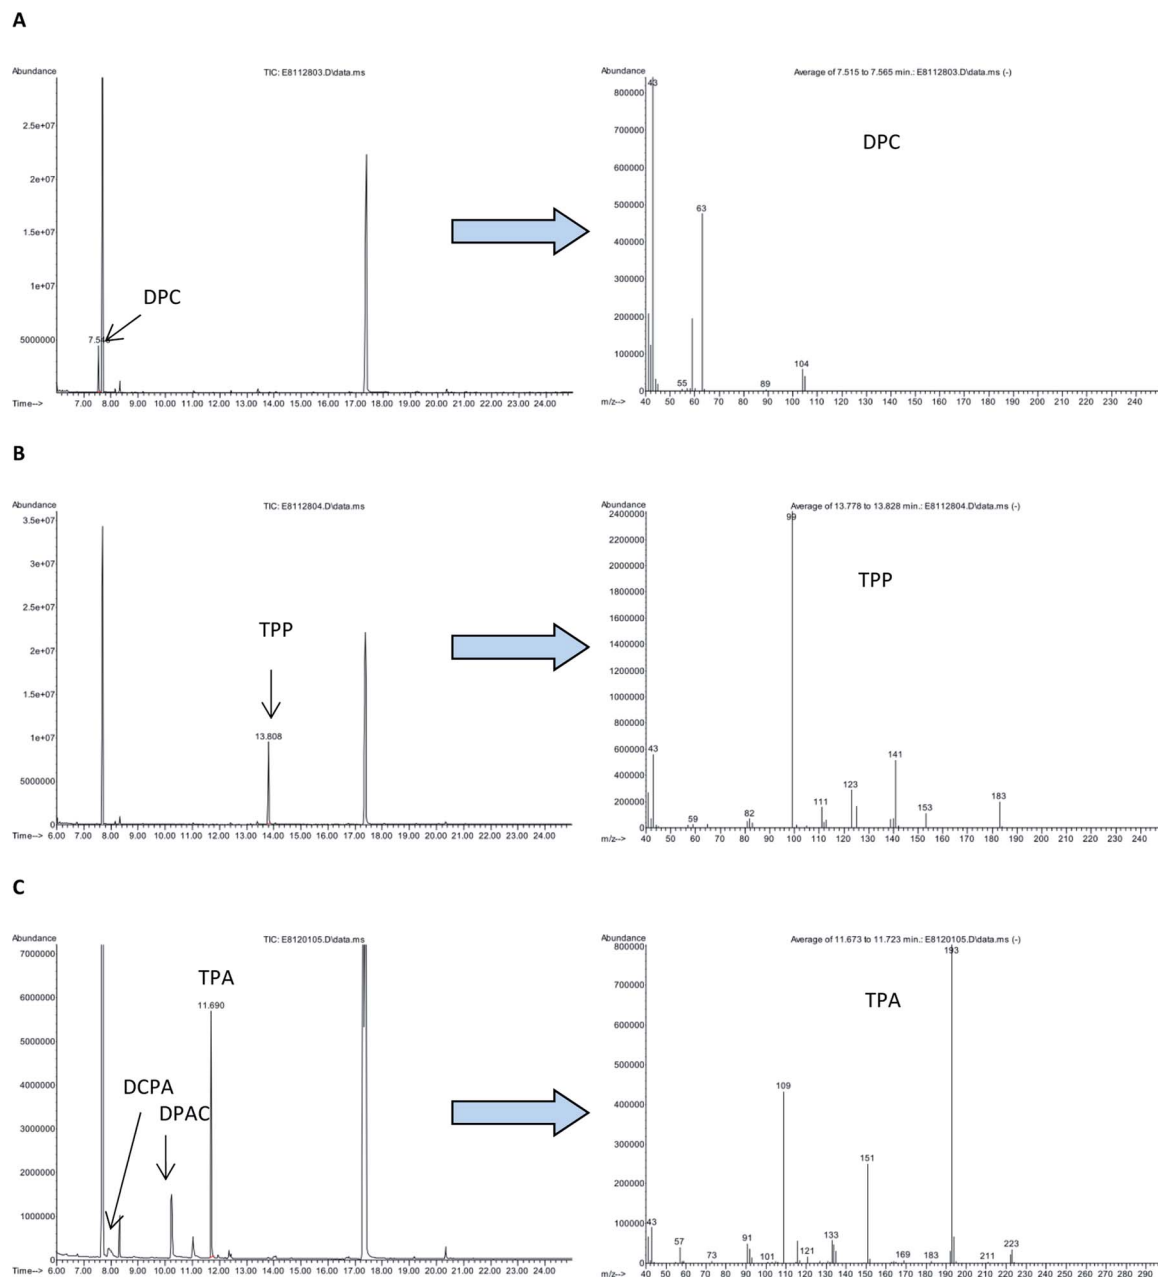 A
Abundance
TIC: E8112803.D\data.ms
2.5e+07
2e+07
1.5e+07
1e+07
5000000
DPC
Time-->
7.00 8.00 9.00 10.00 11.00 12.00 13.00 14.00 15.00 16.00 17.00 18.00 19.00 20.00 21.00 22.00 23.00 24.00
Abundance
Average of 7.515 to 7.565 min.: E8112803.D\data.ms (-)
800000
700000
600000
500000
400000
300000
200000
100000
0
43
DPC
63
55
89
104
m/z-->
40 50 60 70 80 90 100 110 120 130 140 150 160 170 180 190 200 210 220 230 240
B
Abundance
TIC: E8112804.D\data.ms
3.5e+07
3e+07
2.5e+07
2e+07
1.5e+07
1e+07
5000000
0
TPP
13.808
Time-->
6.00 7.00 8.00 9.00 10.00 11.00 12.00 13.00 14.00 15.00 16.00 17.00 18.00 19.00 20.00 21.00 22.00 23.00 24.00
Abundance
Average of 13.778 to 13.828 min.: E8112804.D\data.ms (-)
2400000
2200000
2000000
1800000
1600000
1400000
1200000
1000000
800000
600000
400000
200000
0
99
TPP
43
141
123
183
111
153
82
59
m/z-->
40 50 60 70 80 90 100 110 120 130 140 150 160 170 180 190 200 210 220 230 240
C
Abundance
TIC: E8120105.D\data.ms
7000000
6000000
5000000
4000000
3000000
2000000
1000000
0
TPA
11.690
DCPA
DPAC
Time-->
6.00 7.00 8.00 9.00 10.00 11.00 12.00 13.00 14.00 15.00 16.00 17.00 18.00 19.00 20.00 21.00 22.00 23.00 24.00
Abundance
Average of 11.673 to 11.723 min.: E8120105.D\data.ms (-)
800000
700000
600000
500000
400000
300000
200000
100000
0
193
TPA
109
151
43
57
73
91
101
121
133
169
183
211
223
m/z-->
40 50 60 70 80 90 100 110 120 130 140 150 160 170 180 190 200 210 220 230 240 250 260 270 280 290